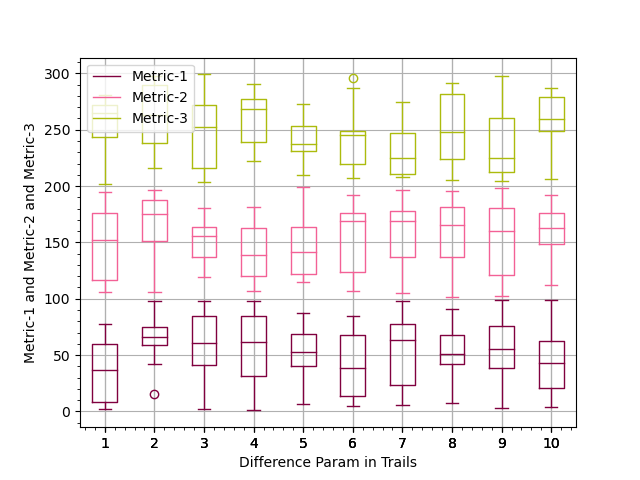 Metric-1
Metric-2
Metric-3
300
250
200
150
100
50
0
Metric-1 and Metric-2 and Metric-3
1 2 3 4 5 6 7 8 9 10
Difference Param in Trails